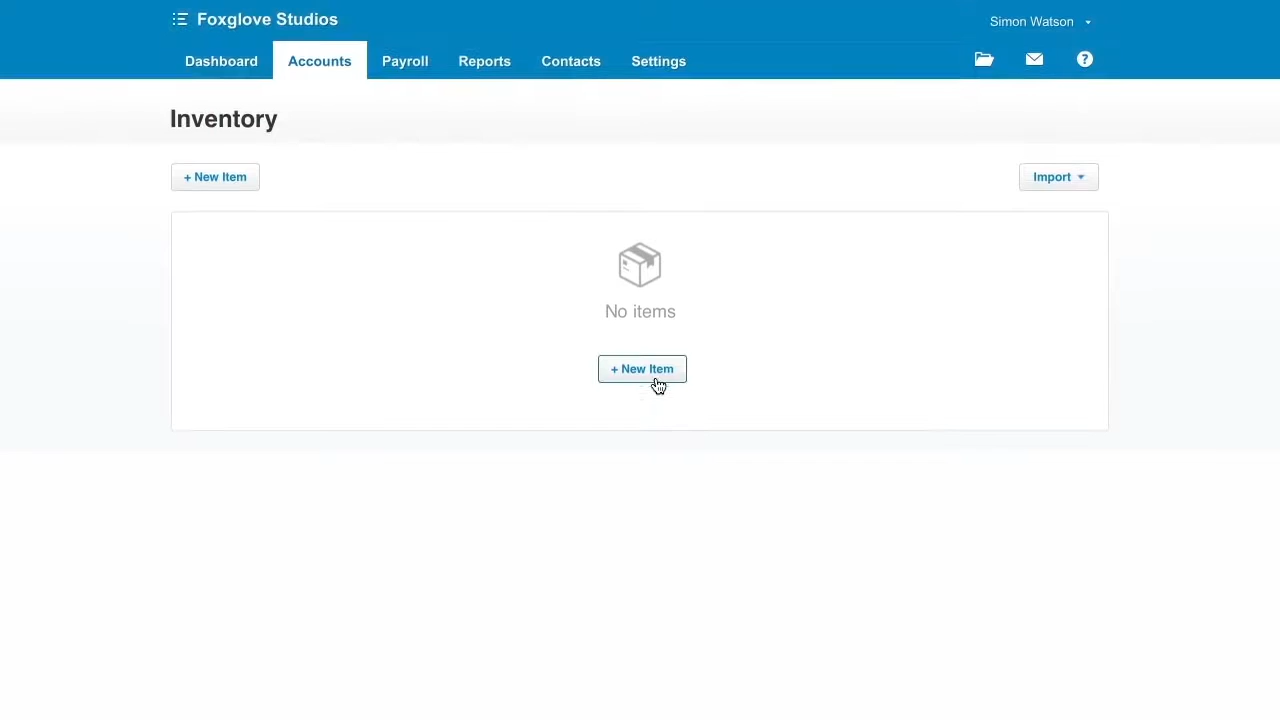 Foxglove Studios
Simon Watson
Dashboard Accounts Payroll Reports Contacts Settings
?
Inventory
+ New Item
Import
No items
+ New Item